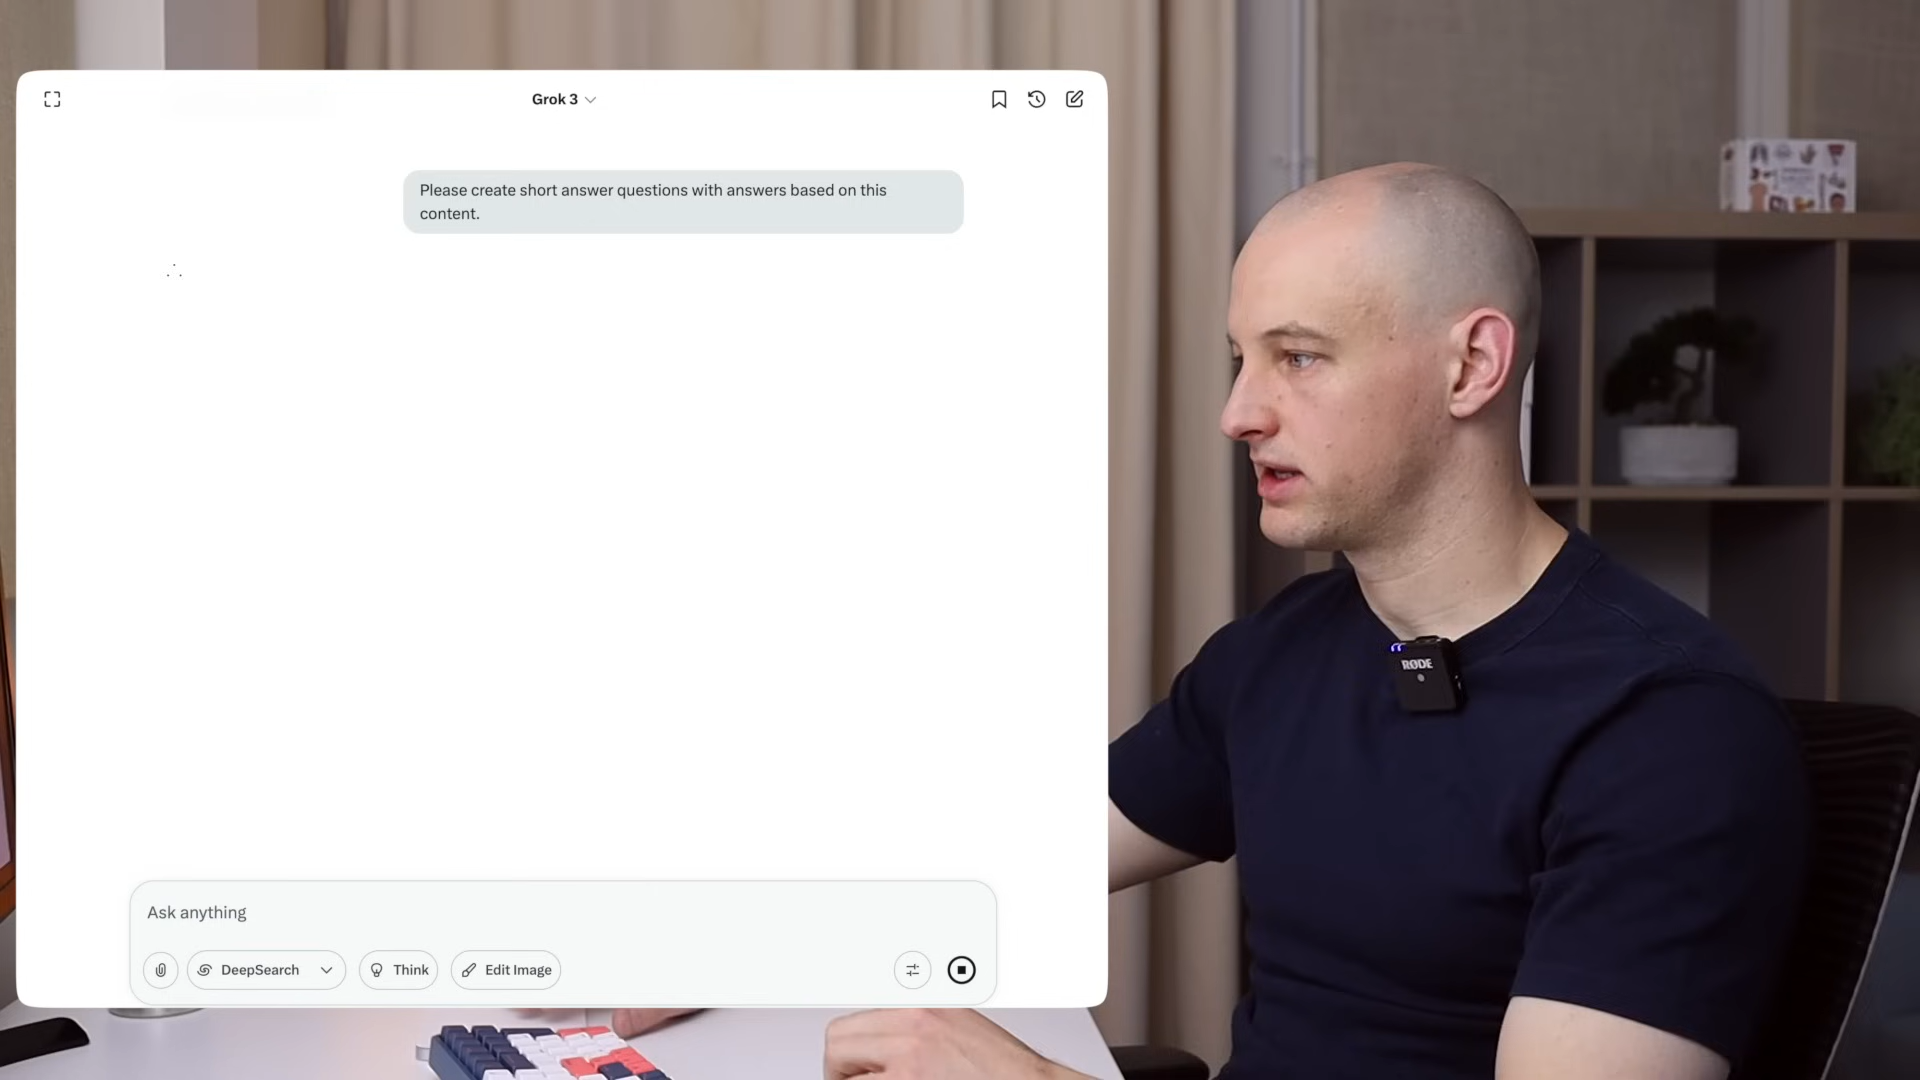 Grok 3
Please create short answer questions with answers based on this
content.
Ask anything
DeepSearch
Think
Edit Image
RØDE